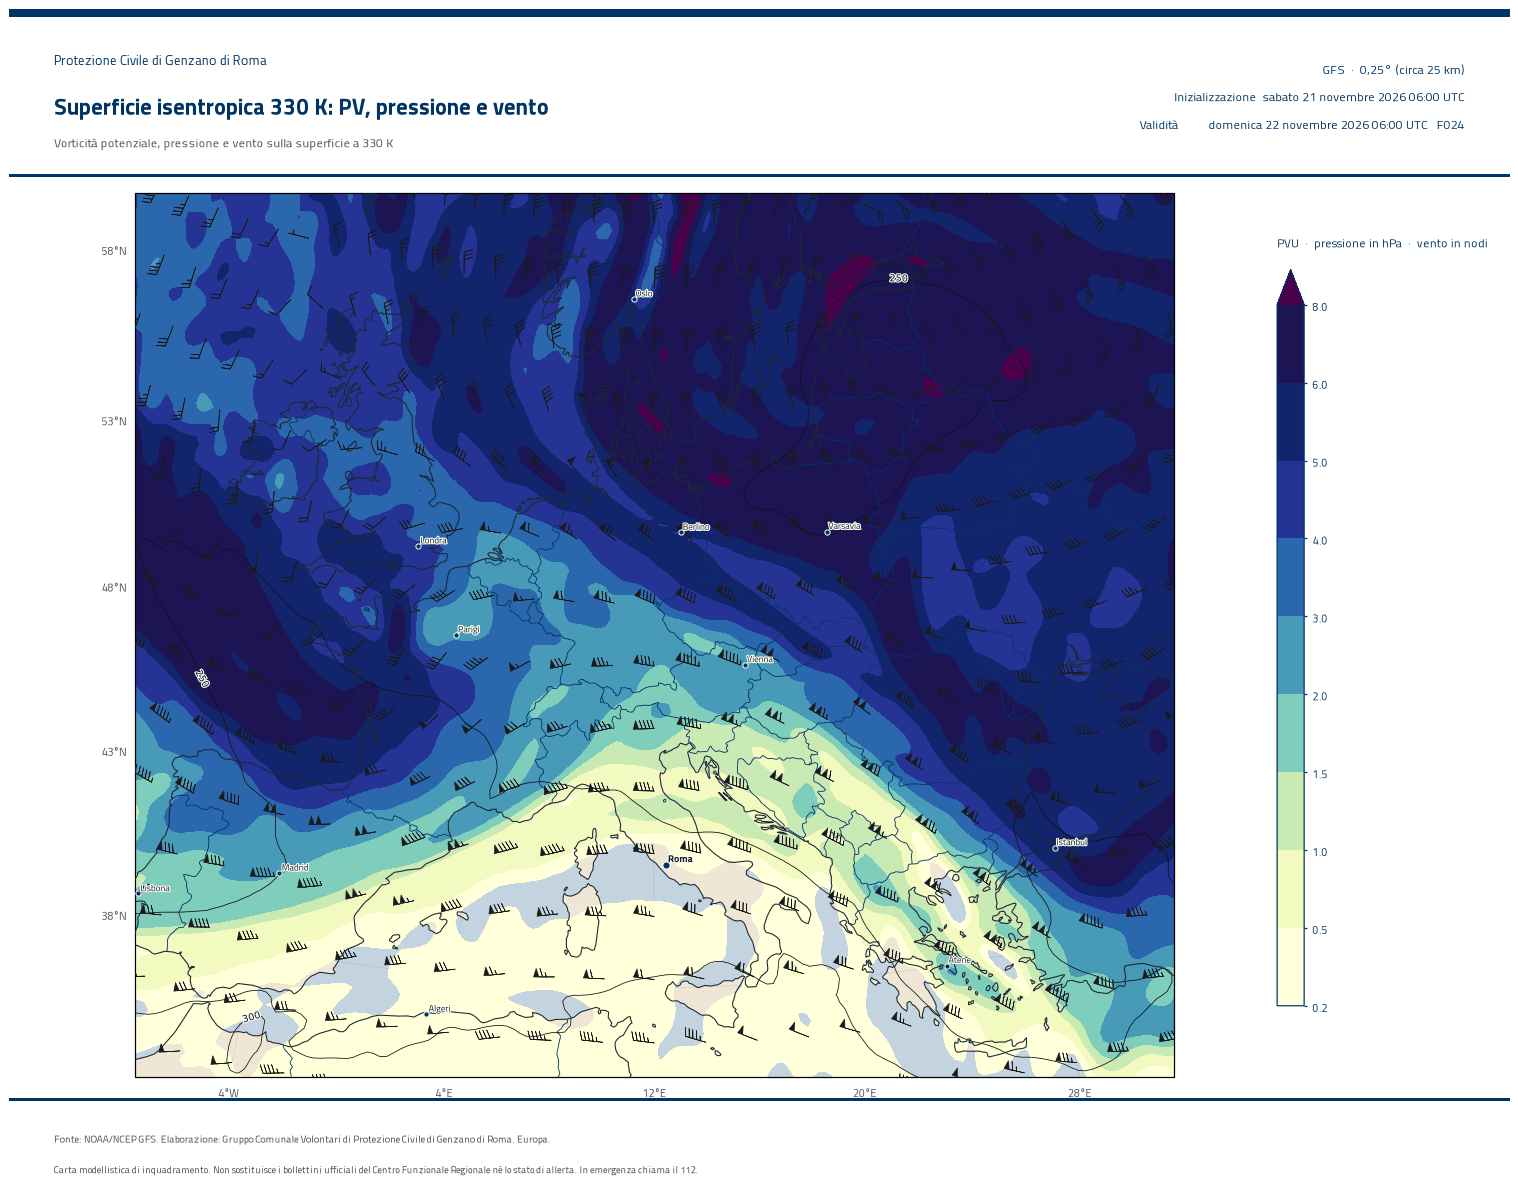 Protezione Civile di Genzano di Roma
Superficie isentropica 330 K: PV, pressione e vento
Vorticità potenziale, pressione e vento sulla superficie a 330 K
GFS · 0,25° (circa 25 km)
Inizializzazione sabato 21 novembre 2026 06:00 UTC
Validità domenica 22 novembre 2026 06:00 UTC F024
PVU · pressione in hPa · vento in nodi
58°N
53°N
48°N
43°N
38°N
4°W
4°E
12°E
20°E
28°E
250
Oslo
Berlino
Varsavia
Londra
Parigi
Vienna
250
Istanbul
Roma
Madrid
Lisbona
Atene
Algeri
300
8.0
6.0
5.0
4.0
3.0
2.0
1.5
1.0
0.5
0.2
Fonte: NOAA/NCEP GFS. Elaborazione: Gruppo Comunale Volontari di Protezione Civile di Genzano di Roma. Europa.
Carta modellistica di inquadramento. Non sostituisce i bollettini ufficiali del Centro Funzionale Regionale né lo stato di allerta. In emergenza chiama il 112.